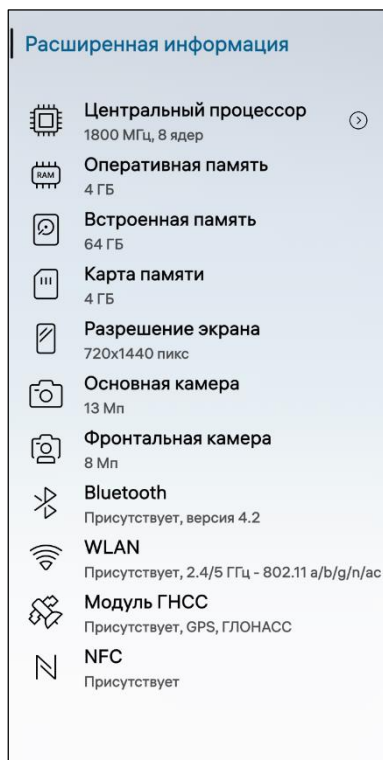 Расширенная информация
Центральный процессор
1800 МГц, 8 ядер
RAM
Оперативная память
4 ГБ
Встроенная память
64 ГБ
Карта памяти
4 ГБ
Разрешение экрана
720x1440 пикс
Основная камера
13 Мп
Фронтальная камера
8 Мп
Bluetooth
Присутствует, версия 4.2
WLAN
Присутствует, 2.4/5 ГГц - 802.11 a/b/g/n/ac
Модуль ГНСС
Присутствует, GPS, ГЛОНАСС
NFC
Присутствует